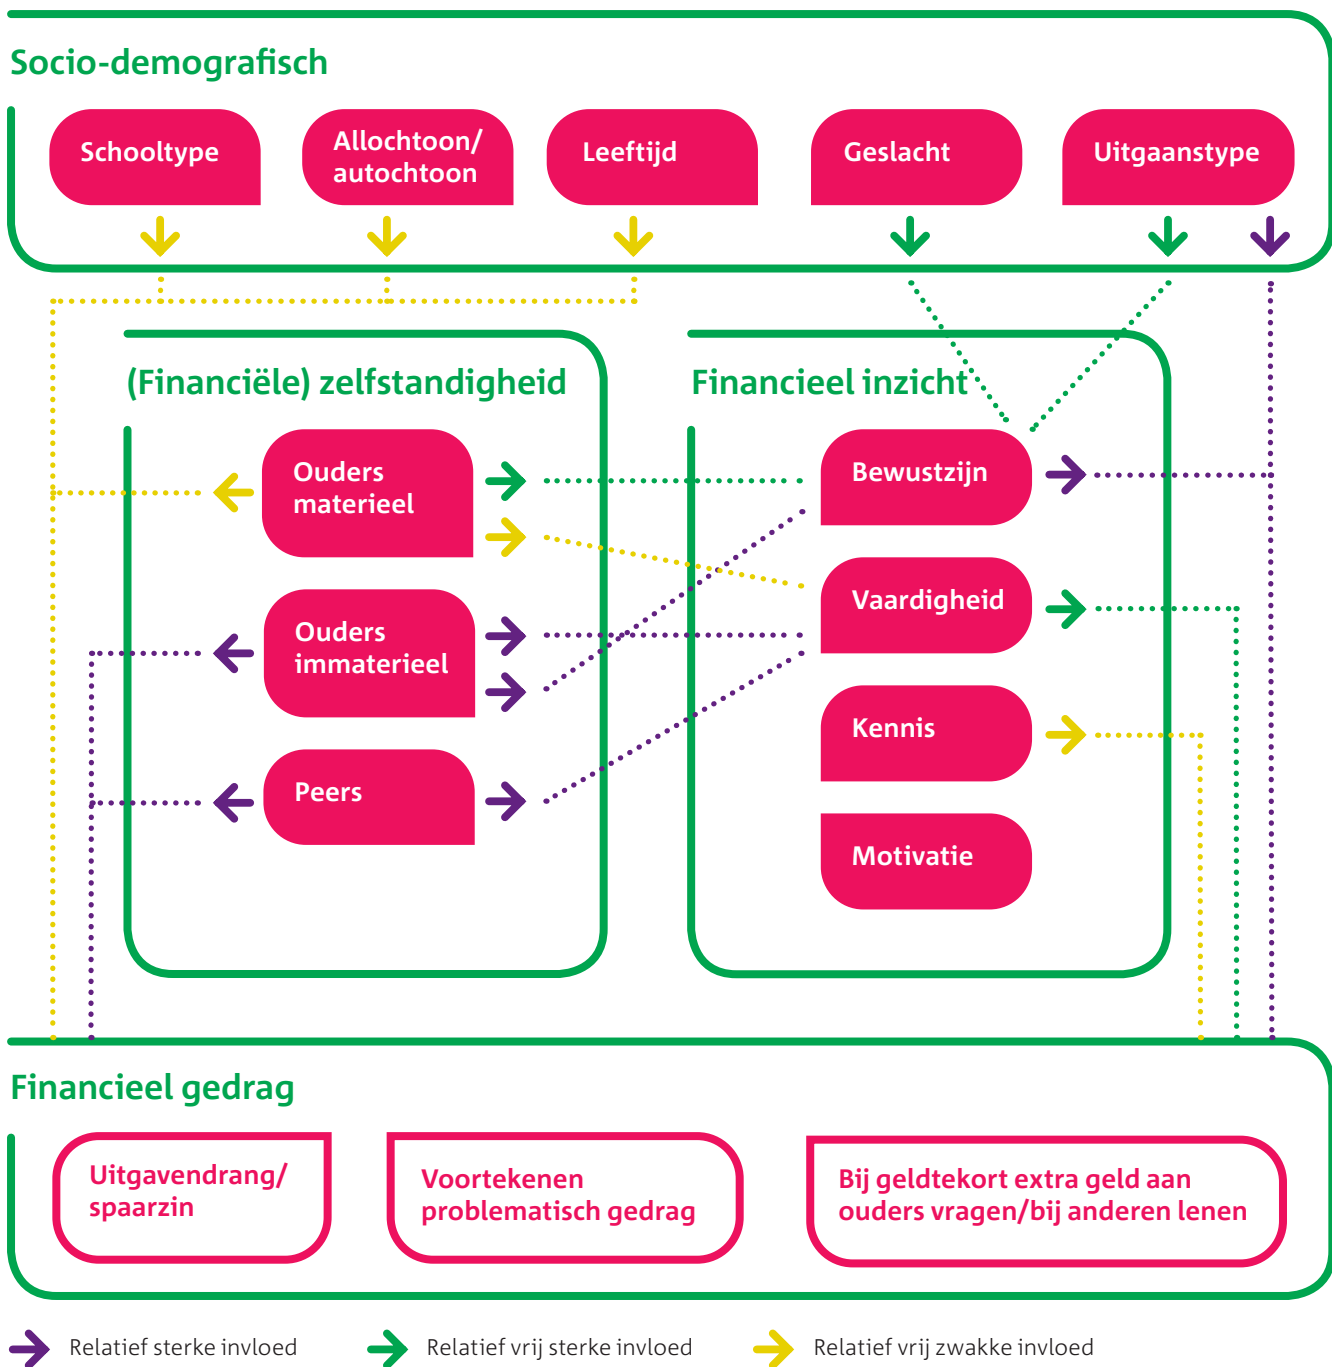 Socio-demografisch
Schooltype
Allochtoon/
autochtoon
Leeftijd
Geslacht
Uitgaanstype
(Financiële) zelfstandigheid
Ouders
materieel
Ouders
immaterieel
Peers
Financieel inzicht
Bewustzijn
Vaardigheid
Kennis
Motivatie
Financieel gedrag
Uitgavendrang/
spaarzin
Voortekenen
problematisch gedrag
Bij geldtekort extra geld aan
ouders vragen/bij anderen lenen
Relatief sterke invloed
Relatief vrij sterke invloed
Relatief vrij zwakke invloed